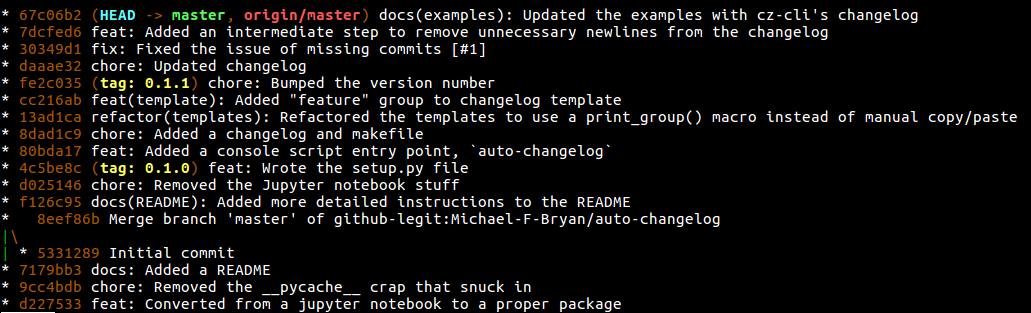 * 67c06b2 (HEAD -> master, origin/master) docs(examples): Updated the examples with cz-cli's changelog
* 7dcfed6 feat: Added an intermediate step to remove unnecessary newlines from the changelog
* 30349d1 fix: Fixed the issue of missing commits [#1]
* daaae32 chore: Updated changelog
* fe2c035 (tag: 0.1.1) chore: Bumped the version number
* cc216ab feat(template): Added "feature" group to changelog template
* 13ad1ca refactor(templates): Refactored the templates to use a print_group() macro instead of manual copy/paste
* 8dad1c9 chore: Added a changelog and makefile
* 80bda17 feat: Added a console script entry point, `auto-changelog`
* 4c5be8c (tag: 0.1.0) feat: Wrote the setup.py file
* d025146 chore: Removed the Jupyter notebook stuff
* f126c95 docs(README): Added more detailed instructions to the README
*   8eef86b Merge branch 'master' of github-legit:Michael-F-Bryan/auto-changelog
|\
| * 5331289 Initial commit
* 7179bb3 docs: Added a README
* 9cc4bdb chore: Removed the __pycache__ crap that snuck in
* d227533 feat: Converted from a jupyter notebook to a proper package